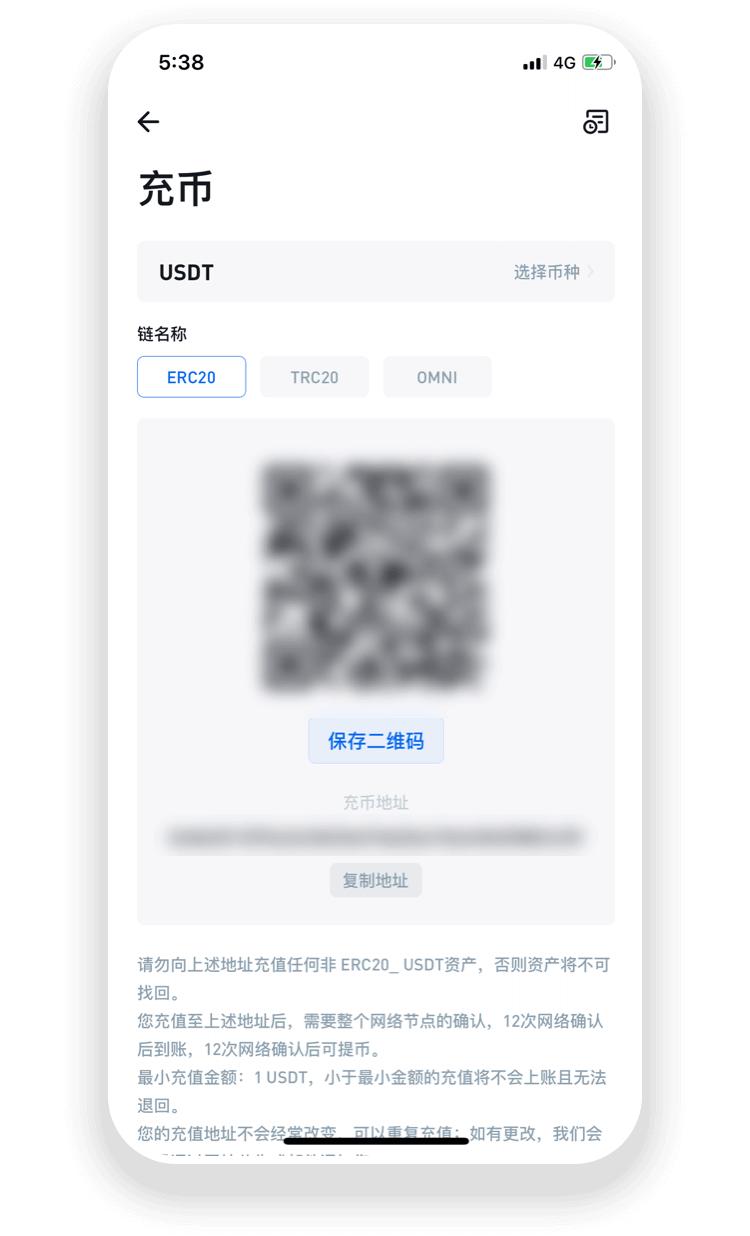 5:38
4G
充币
USDT
选择币种
链名称
ERC20
TRC20
OMNI
保存二维码
充币地址
复制地址
请勿向上述地址充值任何非 ERC20_ USDT资产，否则资产将不可
找回。
您充值至上述地址后，需要整个网络节点的确认，12次网络确认
后到账，12次网络确认后可提币。
最小充值金额：1 USDT，小于最小金额的充值将不会上账且无法
退回。
您的充值地址不会经常改变，可以重复充值；如有更改，我们会